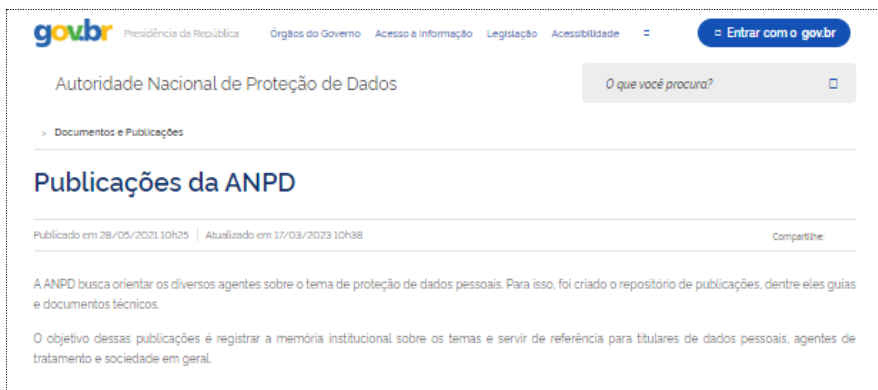 gov.br Presidência da República Órgãos do Governo Acesso à Informação Legislação Acessibilidade Entrar com o gov.br
Autoridade Nacional de Proteção de Dados O que você procura?
> Documentos e Publicações
Publicações da ANPD
Publicado em 28/05/2021 10h25 | Atualizado em 17/03/2023 10h38 Compartilhe:
A ANPD busca orientar os diversos agentes sobre o tema de proteção de dados pessoais. Para isso, foi criado o repositório de publicações, dentre eles guias
e documentos técnicos.
O objetivo dessas publicações é registrar a memória institucional sobre os temas e servir de referência para titulares de dados pessoais, agentes de
tratamento e sociedade em geral.